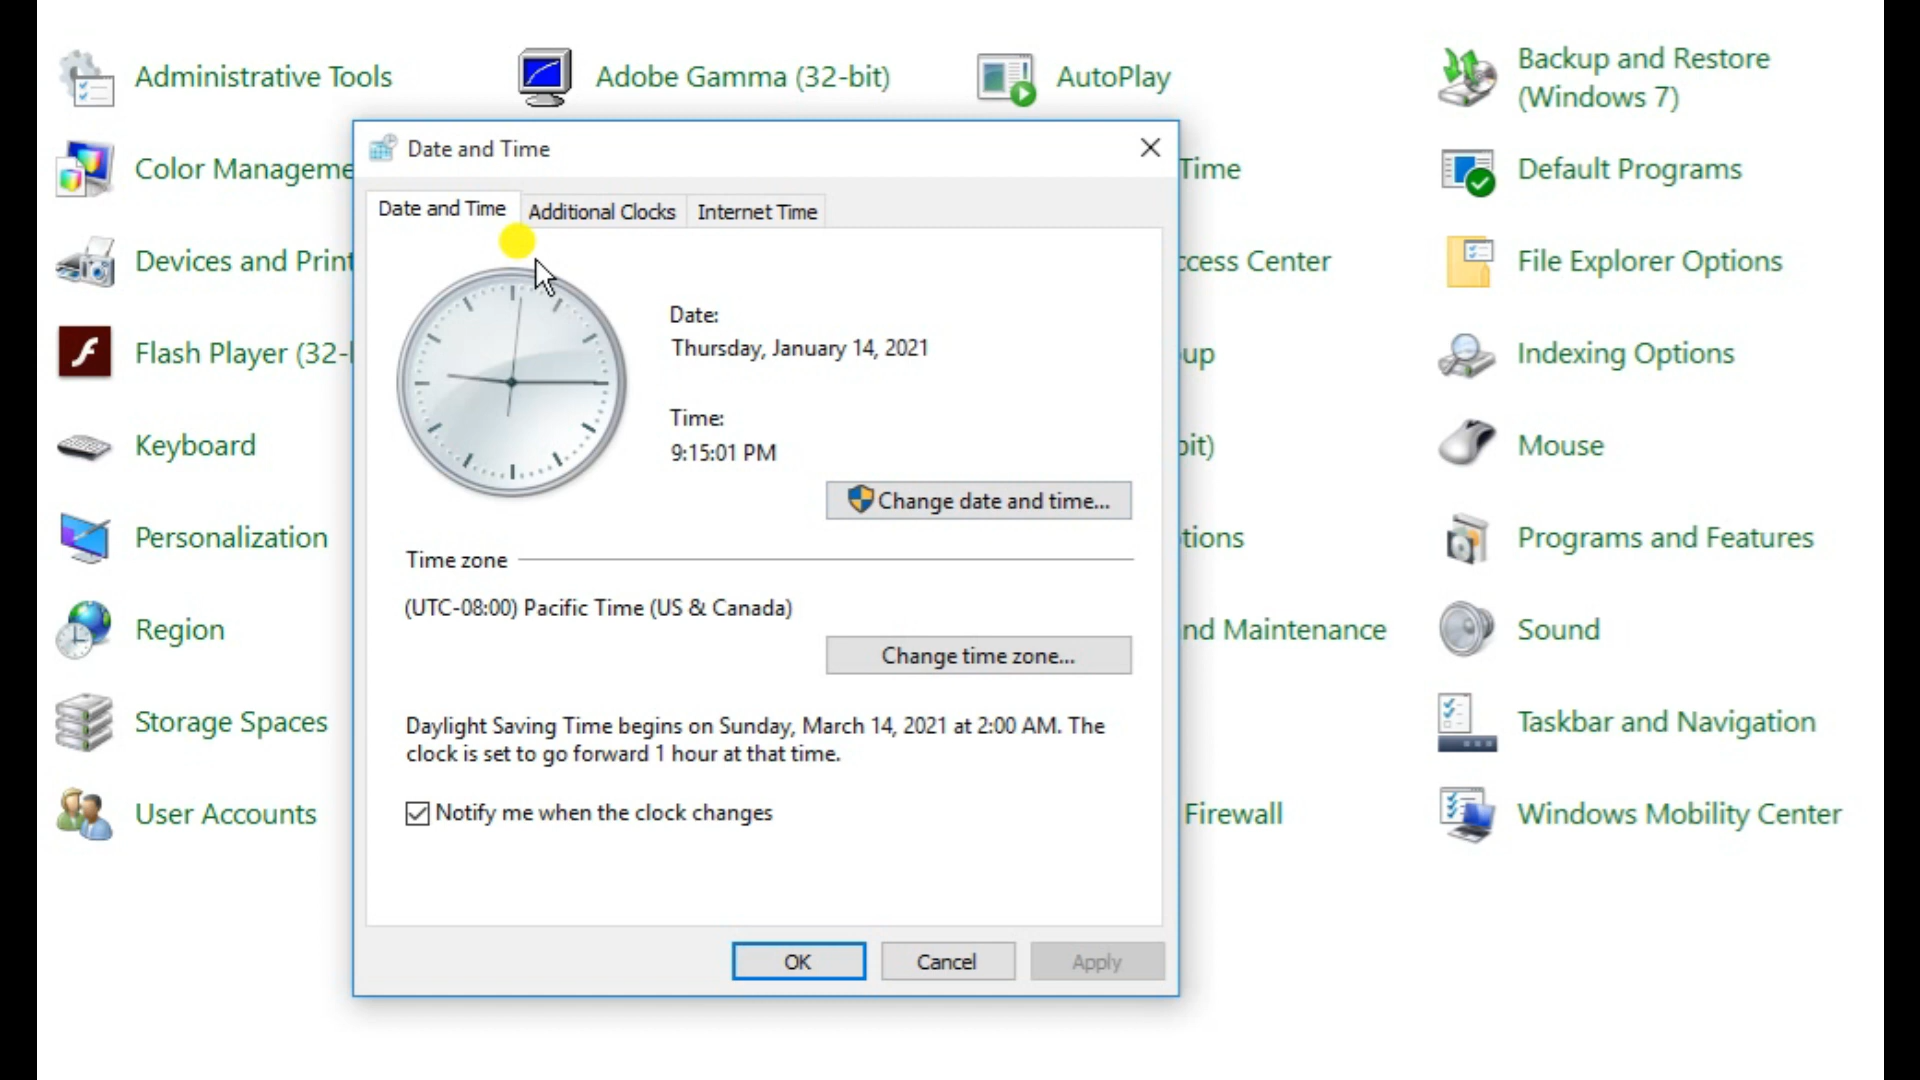 Administrative Tools
Adobe Gamma (32-bit)
AutoPlay
Backup and Restore
(Windows 7)
Color Manageme
Time
Default Programs
Devices and Print
ccess Center
File Explorer Options
Flash Player (32-
up
Indexing Options
Keyboard
bit)
Mouse
Personalization
tions
Programs and Features
Region
nd Maintenance
Sound
Storage Spaces
Taskbar and Navigation
User Accounts
Firewall
Windows Mobility Center
Date and Time
Date and Time
Additional Clocks
Internet Time
Date:
Thursday, January 14, 2021
Time:
9:15:01 PM
Change date and time...
Time zone
(UTC-08:00) Pacific Time (US & Canada)
Change time zone...
Daylight Saving Time begins on Sunday, March 14, 2021 at 2:00 AM. The
clock is set to go forward 1 hour at that time.
Notify me when the clock changes
OK
Cancel
Apply